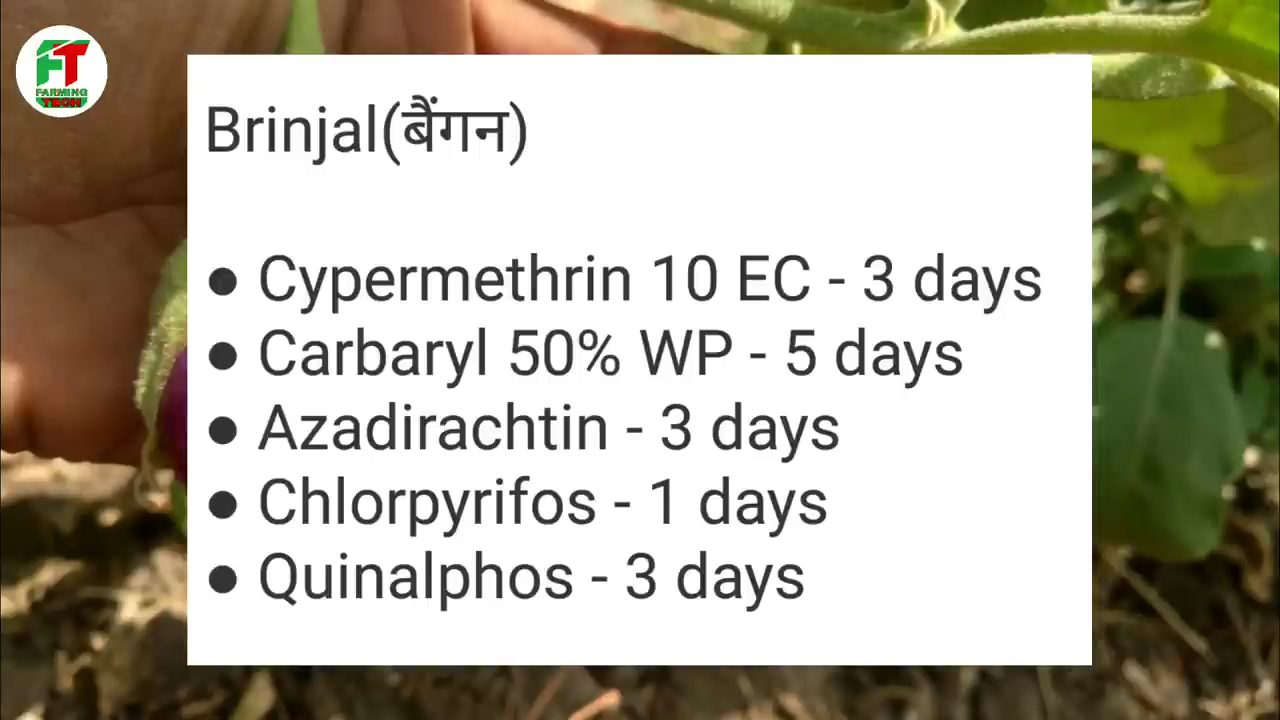 FT
FARMING
TECH
Brinjal(बैंगन)
● Cypermethrin 10 EC - 3 days
● Carbaryl 50% WP - 5 days
● Azadirachtin - 3 days
● Chlorpyrifos - 1 days
● Quinalphos - 3 days